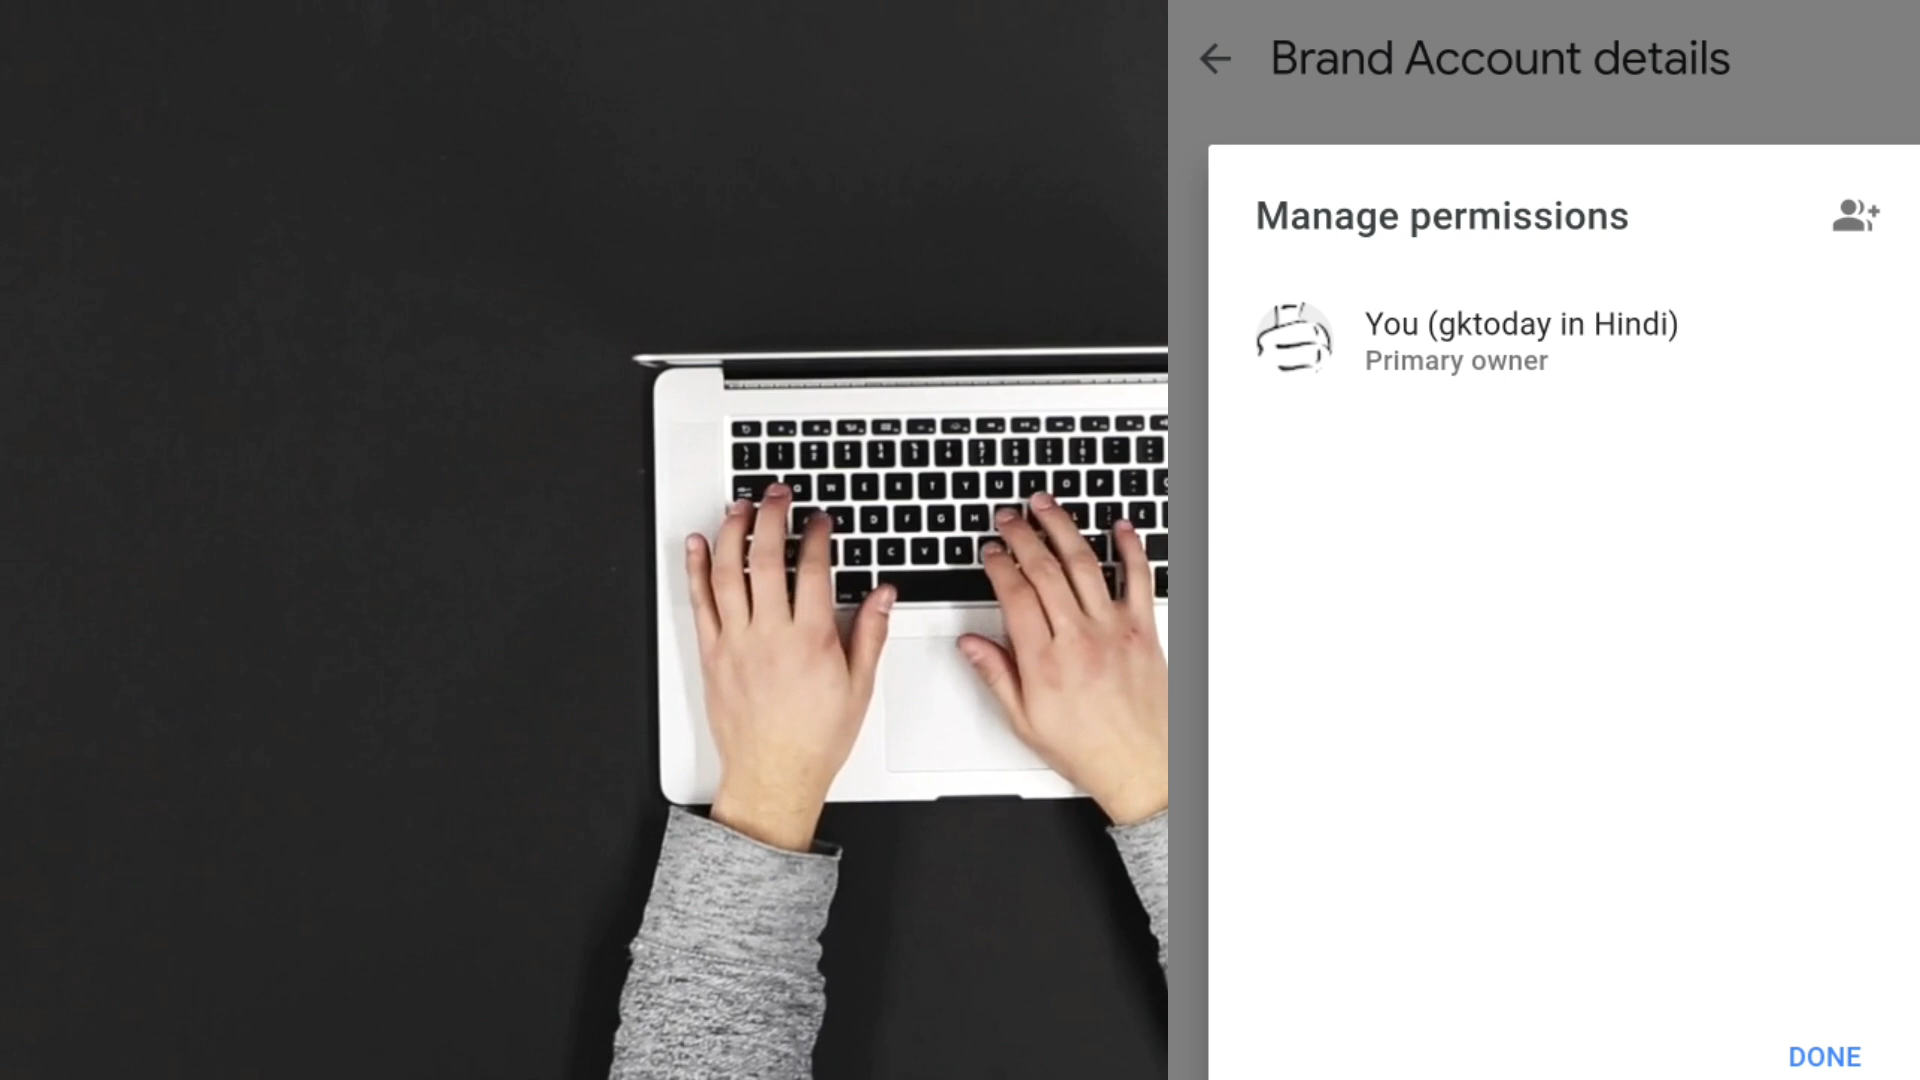 Brand Account details
Manage permissions
You (gktoday in Hindi)
Primary owner
DONE